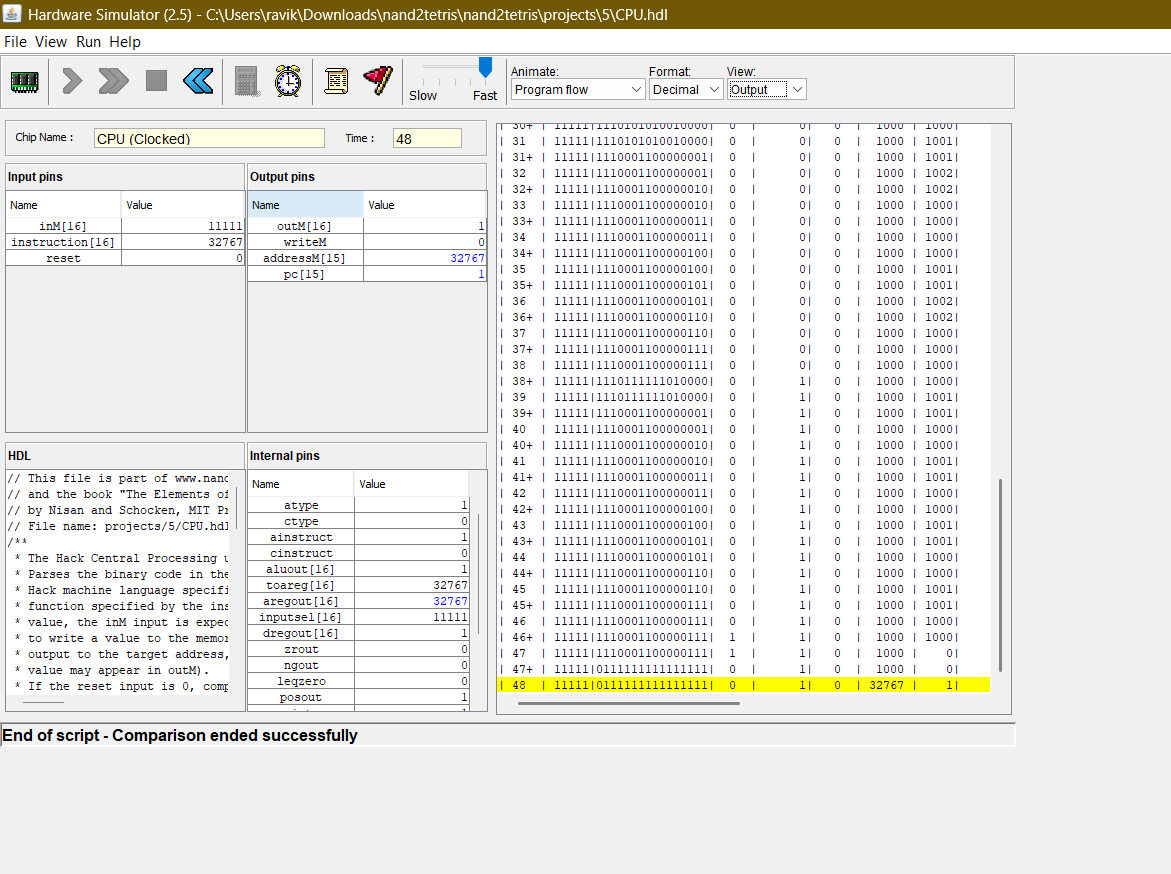 Hardware Simulator (2.5) - C:\Users\ravik\Downloads\nand2tetris\nand2tetris\projects\5\CPU.hdl
File View Run Help
Slow Fast
Animate: Format: View:
Program flow Decimal Output
Chip Name : CPU (Clocked) Time : 48
Input pins
Name Value
inM[16] 11111
instruction[16] 32767
reset 0
Output pins
Name Value
outM[16] 1
writeM 0
addressM[15] 32767
pc[15] 1
HDL
// This file is part of www.nand
// and the book "The Elements of
// by Nisan and Schocken, MIT Pr
// File name: projects/5/CPU.hdl
/**
* The Hack Central Processing u
* Parses the binary code in the
* Hack machine language specifi
* function specified by the ins
* value, the inM input is expec
* to write a value to the memor
* output to the target address,
* value may appear in outM).
* If the reset input is 0, comp
Internal pins
Name Value
atype 1
ctype 0
ainstruct 1
cinstruct 0
aluout[16] 1
toareg[16] 32767
aregout[16] 32767
inputsel[16] 11111
dregout[16] 1
zrout 0
ngout 0
leqzero 0
posout 1
| 30+ | 11111|1110101010010000| 0 | 0| 0 | 1000 | 1000|
| 31 | 11111|1110101010010000| 0 | 0| 0 | 1000 | 1001|
| 31+ | 11111|1110001100000001| 0 | 0| 0 | 1000 | 1001|
| 32 | 11111|1110001100000001| 0 | 0| 0 | 1000 | 1002|
| 32+ | 11111|1110001100000010| 0 | 0| 0 | 1000 | 1002|
| 33 | 11111|1110001100000010| 0 | 0| 0 | 1000 | 1000|
| 33+ | 11111|1110001100000011| 0 | 0| 0 | 1000 | 1000|
| 34 | 11111|1110001100000011| 0 | 0| 0 | 1000 | 1000|
| 34+ | 11111|1110001100000100| 0 | 0| 0 | 1000 | 1000|
| 35 | 11111|1110001100000100| 0 | 0| 0 | 1000 | 1001|
| 35+ | 11111|1110001100000101| 0 | 0| 0 | 1000 | 1001|
| 36 | 11111|1110001100000101| 0 | 0| 0 | 1000 | 1002|
| 36+ | 11111|1110001100000110| 0 | 0| 0 | 1000 | 1002|
| 37 | 11111|1110001100000110| 0 | 0| 0 | 1000 | 1000|
| 37+ | 11111|1110001100000111| 0 | 0| 0 | 1000 | 1000|
| 38 | 11111|1110001100000111| 0 | 0| 0 | 1000 | 1000|
| 38+ | 11111|1110111111010000| 0 | 1| 0 | 1000 | 1000|
| 39 | 11111|1110111111010000| 0 | 1| 0 | 1000 | 1001|
| 39+ | 11111|1110001100000001| 0 | 1| 0 | 1000 | 1001|
| 40 | 11111|1110001100000001| 0 | 1| 0 | 1000 | 1000|
| 40+ | 11111|1110001100000010| 0 | 1| 0 | 1000 | 1000|
| 41 | 11111|1110001100000010| 0 | 1| 0 | 1000 | 1001|
| 41+ | 11111|1110001100000011| 0 | 1| 0 | 1000 | 1001|
| 42 | 11111|1110001100000011| 0 | 1| 0 | 1000 | 1000|
| 42+ | 11111|1110001100000100| 0 | 1| 0 | 1000 | 1000|
| 43 | 11111|1110001100000100| 0 | 1| 0 | 1000 | 1001|
| 43+ | 11111|1110001100000101| 0 | 1| 0 | 1000 | 1001|
| 44 | 11111|1110001100000101| 0 | 1| 0 | 1000 | 1000|
| 44+ | 11111|1110001100000110| 0 | 1| 0 | 1000 | 1000|
| 45 | 11111|1110001100000110| 0 | 1| 0 | 1000 | 1001|
| 45+ | 11111|1110001100000111| 0 | 1| 0 | 1000 | 1001|
| 46 | 11111|1110001100000111| 0 | 1| 0 | 1000 | 1000|
| 46+ | 11111|1110001100000111| 1 | 1| 0 | 1000 | 1000|
| 47 | 11111|1110001100000111| 1 | 1| 0 | 1000 | 0|
| 47+ | 11111|0111111111111111| 0 | 1| 0 | 1000 | 0|
| 48 | 11111|0111111111111111| 0 | 1| 0 | 32767 | 1|
End of script - Comparison ended successfully